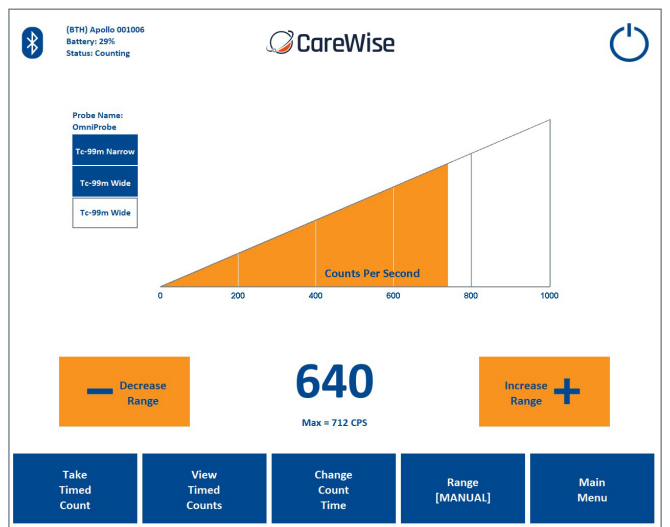 (BTH) Apollo 001006
Battery: 29%
Status: Counting
CareWise
Probe Name:
OmniProbe
Tc-99m Narrow
Tc-99m Wide
Tc-99m Wide
Counts Per Second
0 200 400 600 800 1000
Decrease
Range
640
Max = 712 CPS
Increase
Range
Take
Timed
Count
View
Timed
Counts
Change
Count
Time
Range
[MANUAL]
Main
Menu